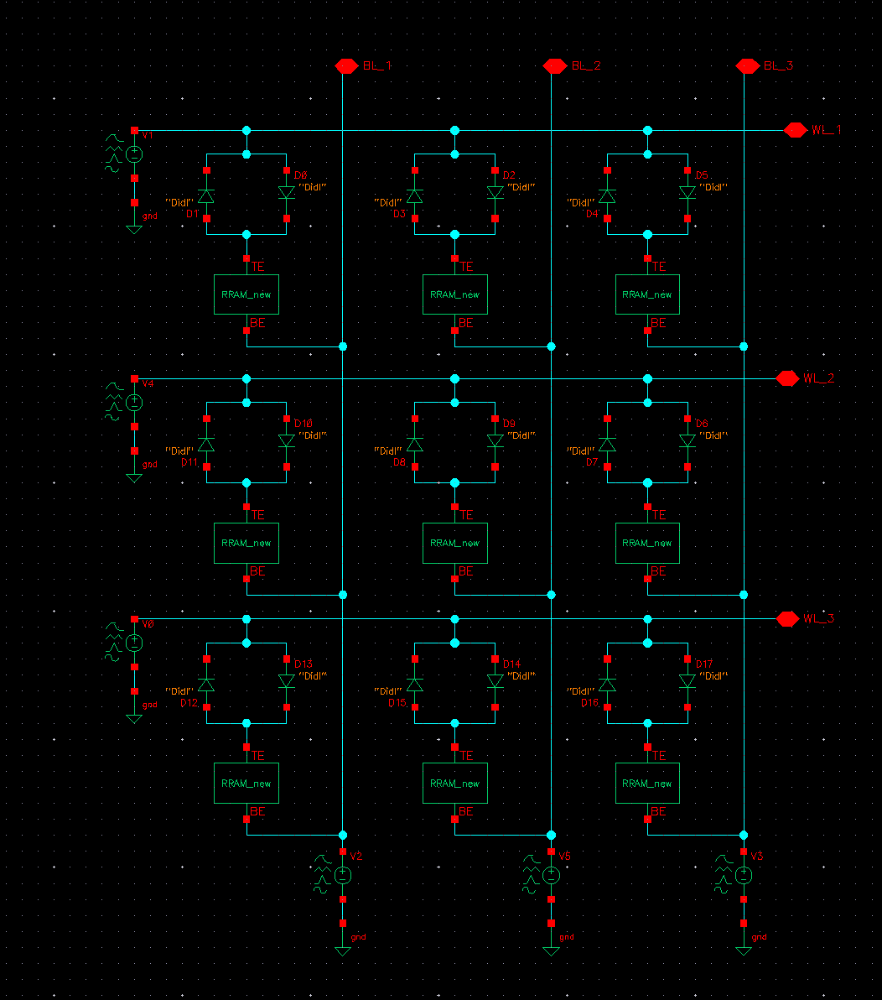 BL_1 BL_2 BL_3
V1 WL_1
D0 D2 D5
"Didl" "Didl" "Didl"
"Didl" "Didl" "Didl"
D1 D3 D4
gnd
TE TE TE
RRAM_new RRAM_new RRAM_new
BE BE BE
V4 WL_2
D10 D9 D6
"Didl" "Didl" "Didl"
"Didl" "Didl" "Didl"
D11 D8 D7
gnd
TE TE TE
RRAM_new RRAM_new RRAM_new
BE BE BE
V0 WL_3
D13 D14 D17
"Didl" "Didl" "Didl"
"Didl" "Didl" "Didl"
D12 D15 D16
gnd
TE TE TE
RRAM_new RRAM_new RRAM_new
BE BE BE
V2 V5 V3
gnd gnd gnd